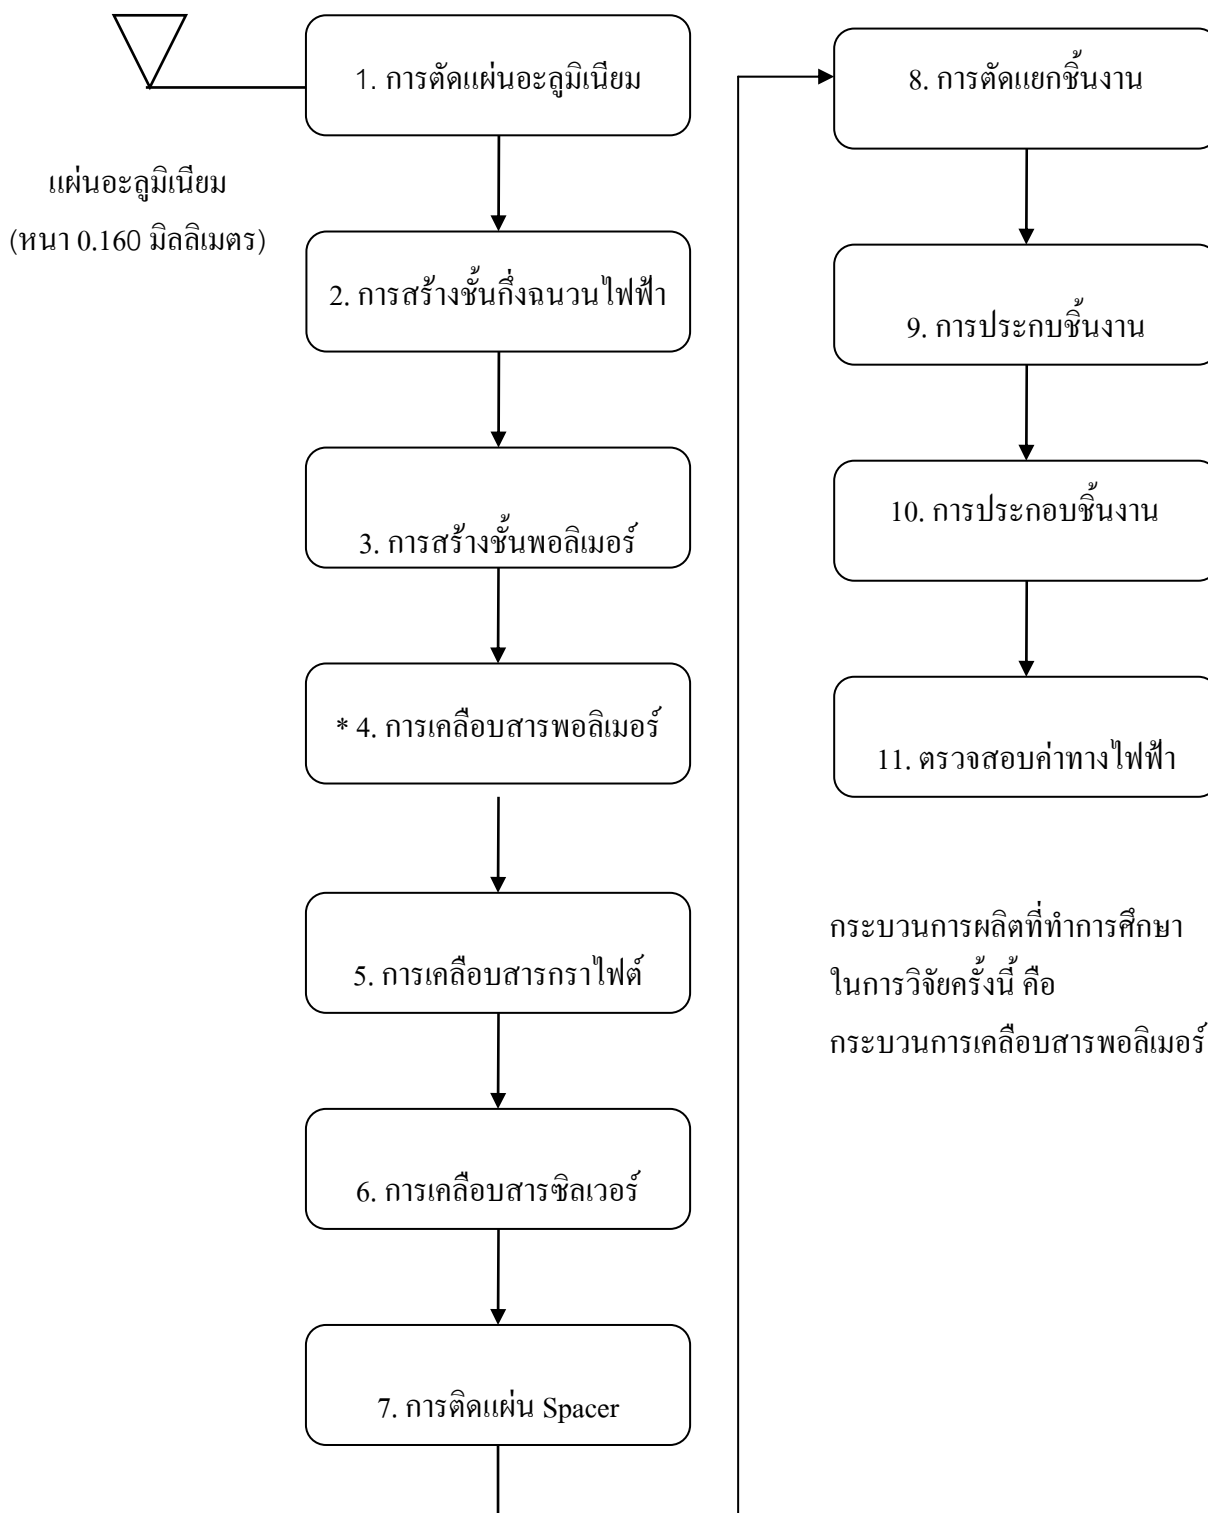 1. การตัดแผ่นอะลูมิเนียม
แผ่นอะลูมิเนียม
(หนา 0.160 มิลลิเมตร)
2. การสร้างชั้นกึ่งฉนวนไฟฟ้า
3. การสร้างชั้นพอลิเมอร์
* 4. การเคลือบสารพอลิเมอร์
5. การเคลือบสารกราไฟต์
6. การเคลือบสารซิลเวอร์
7. การติดแผ่น Spacer
8. การตัดแยกชิ้นงาน
9. การประกบชิ้นงาน
10. การประกอบชิ้นงาน
11. ตรวจสอบค่าทางไฟฟ้า
กระบวนการผลิตที่ทำการศึกษา
ในการวิจัยครั้งนี้ คือ
กระบวนการเคลือบสารพอลิเมอร์